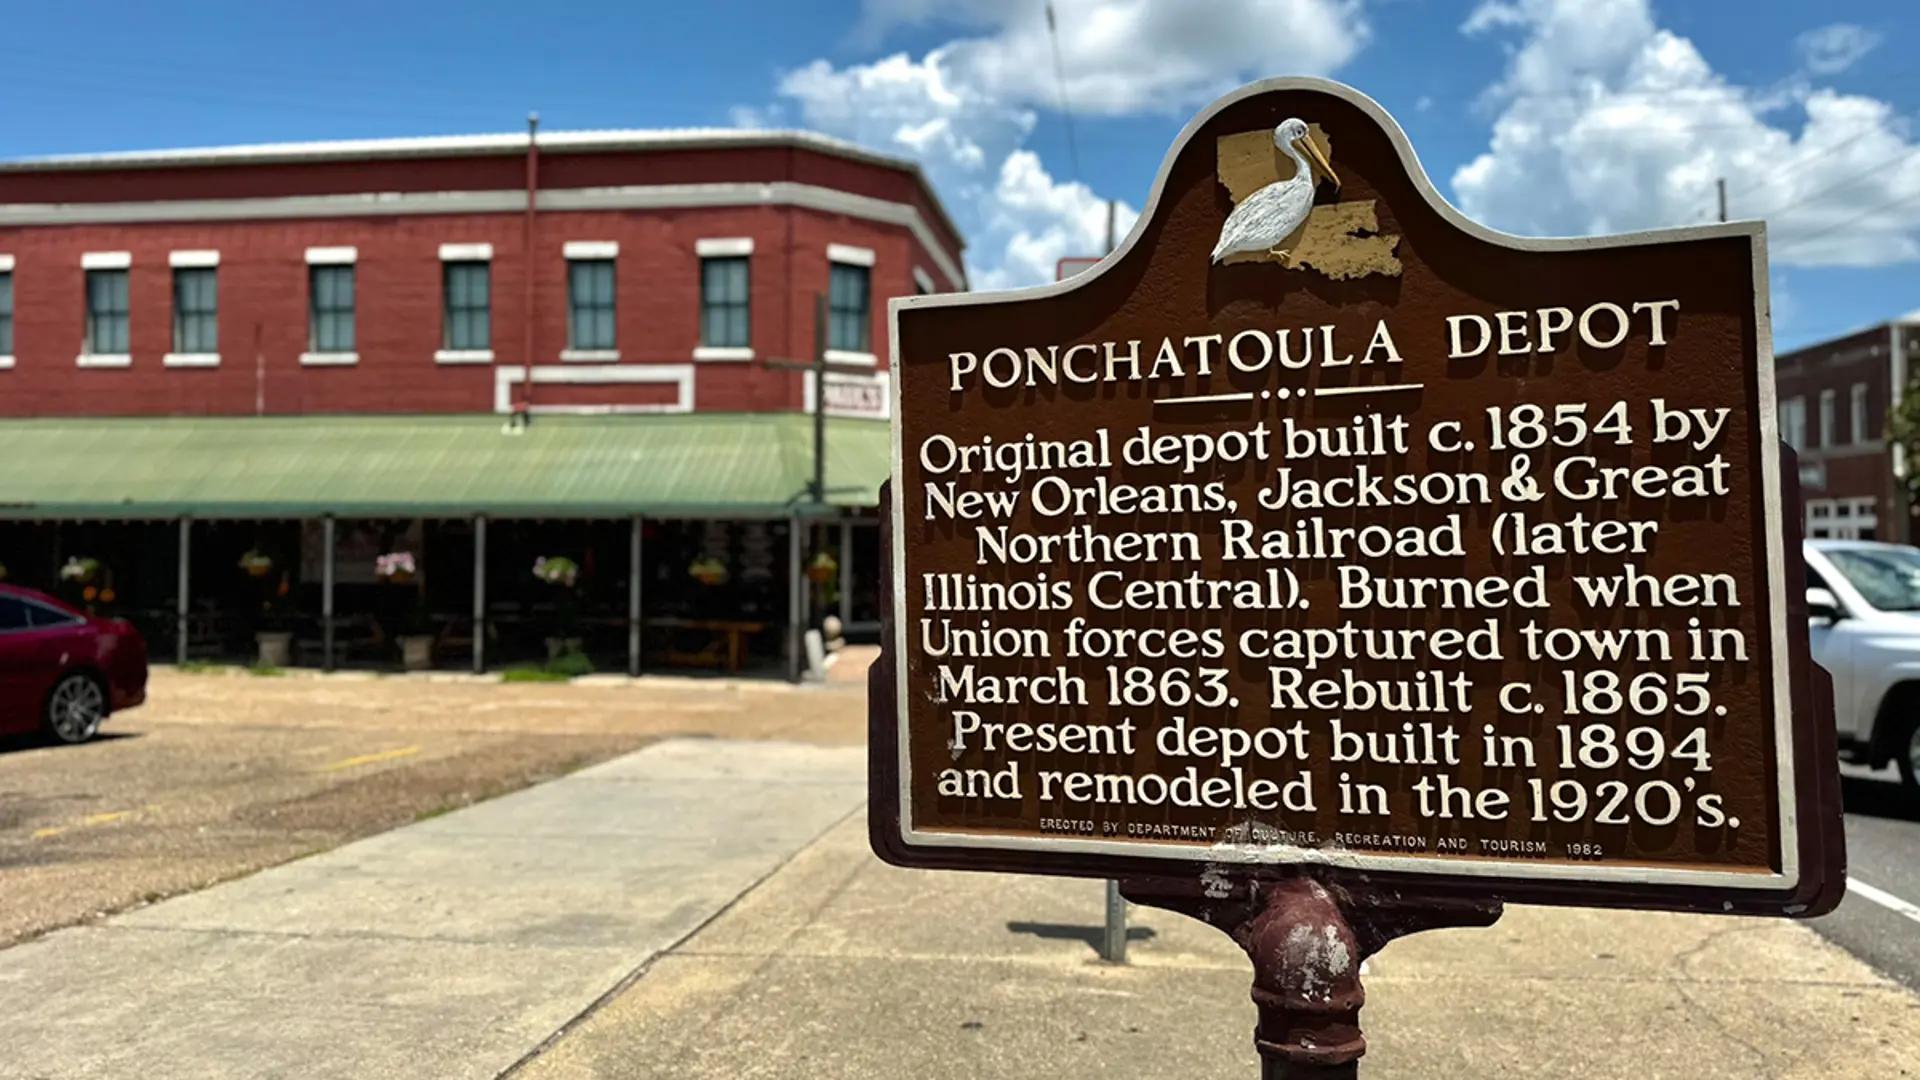 PONCHATOULA DEPOT
Original depot built c. 1854 by
New Orleans, Jackson & Great
Northern Railroad (later
Illinois Central). Burned when
Union forces captured town in
March 1863. Rebuilt c. 1865.
Present depot built in 1894
and remodeled in the 1920's.
ERECTED BY DEPARTMENT OF CULTURE, RECREATION AND TOURISM 1982